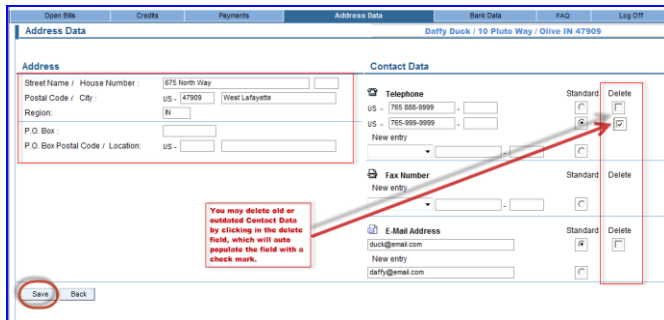 Open Bills Credits Payments Address Data Bank Data FAQ Log Off
Address Data Daffy Duck / 10 Pluto Way / Olive IN 47909
Address
Street Name / House Number : 675 North Way
Postal Code / City : US - 47909 West Lafayette
Region: IN
P.O. Box :
P.O. Box Postal Code / Location: US -
Contact Data
Telephone Standard Delete
US - 765 888-9999 -
US - 765-999-9999 -
New entry
-
Fax Number Standard Delete
New entry
-
E-Mail Address Standard Delete
duck@email.com
New entry
daffy@email.com
You may delete old or
outdated Contact Data
by clicking in the delete
field, which will auto
populate the field with a
check mark.
Save Back